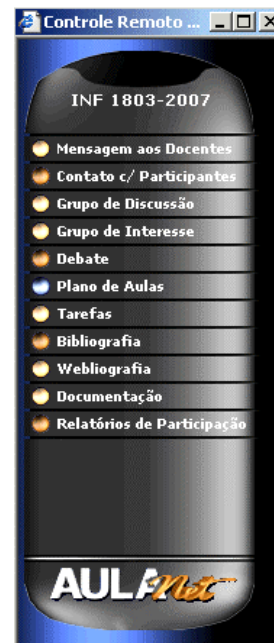 Controle Remoto ...
INF 1803-2007
Mensagem aos Docentes
Contato c/ Participantes
Grupo de Discussão
Grupo de Interesse
Debate
Plano de Aulas
Tarefas
Bibliografia
Webliografia
Documentação
Relatórios de Participação
AULANet